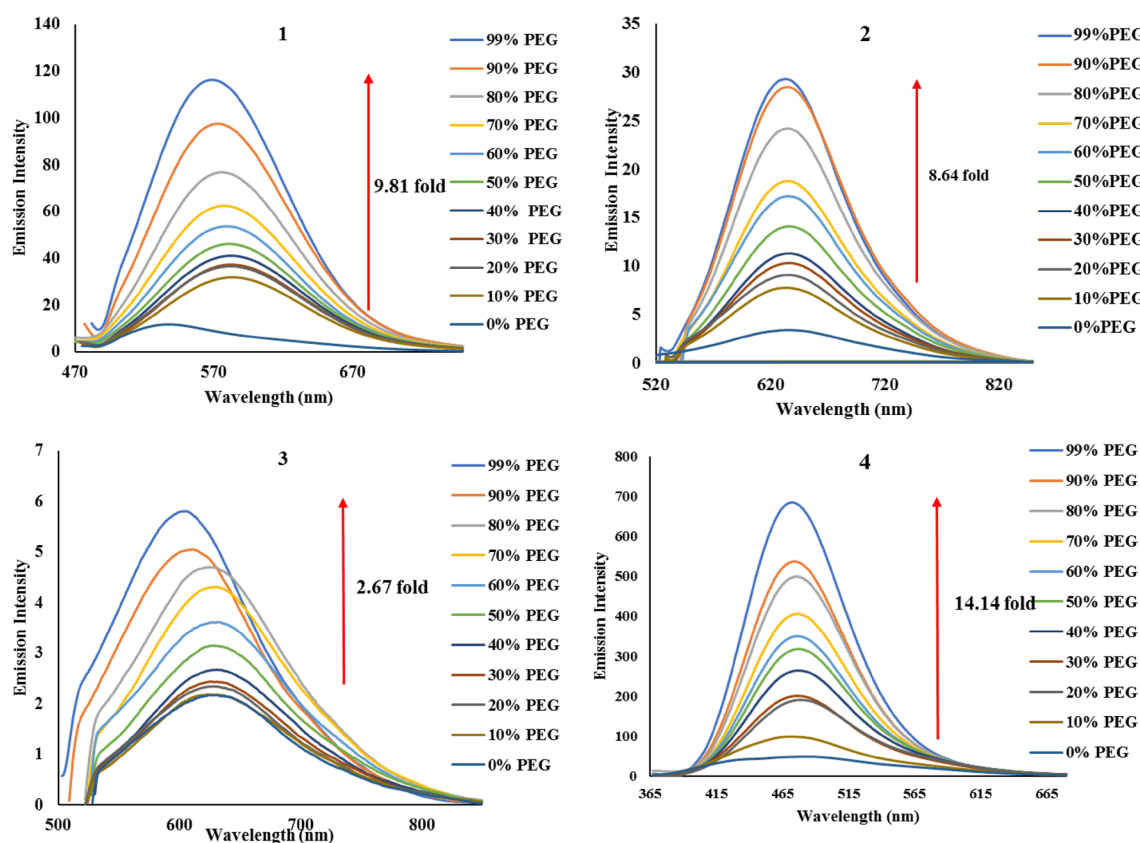 1
140
120
100
80
60
40
20
0
470
570
670
Emission Intensity
Wavelength (nm)
9.81 fold
99% PEG
90% PEG
80% PEG
70% PEG
60% PEG
50% PEG
40% PEG
30% PEG
20% PEG
10% PEG
0% PEG
2
35
30
25
20
15
10
5
0
520
620
720
820
Emission Intensity
Wavelength (nm)
8.64 fold
99%PEG
90%PEG
80%PEG
70%PEG
60%PEG
50%PEG
40%PEG
30%PEG
20%PEG
10%PEG
0%PEG
3
7
6
5
4
3
2
1
0
500
600
700
800
Emission Intensity
Wavelength (nm)
2.67 fold
99% PEG
90% PEG
80% PEG
70% PEG
60% PEG
50% PEG
40% PEG
30% PEG
20% PEG
10% PEG
0% PEG
4
800
700
600
500
400
300
200
100
0
365
415
465
515
565
615
665
Emission Intensity
Wavelength (nm)
14.14 fold
99% PEG
90% PEG
80% PEG
70% PEG
60% PEG
50% PEG
40% PEG
30% PEG
20% PEG
10% PEG
0% PEG